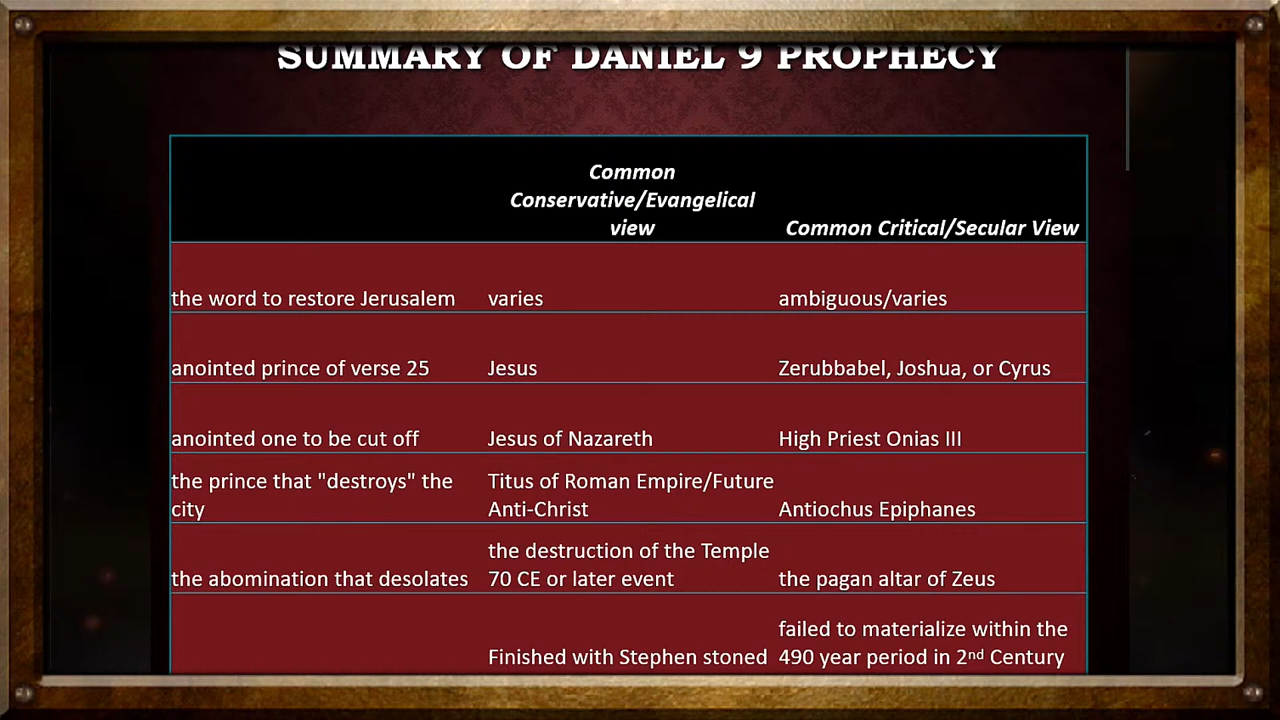 SUMMARY OF DANIEL 9 PROPHECY
Common
Conservative/Evangelical
view
Common Critical/Secular View
the word to restore Jerusalem varies ambiguous/varies
anointed prince of verse 25 Jesus Zerubbabel, Joshua, or Cyrus
anointed one to be cut off Jesus of Nazareth High Priest Onias III
the prince that "destroys" the
city
Titus of Roman Empire/Future
Anti-Christ
Antiochus Epiphanes
the abomination that desolates
the destruction of the Temple
70 CE or later event
the pagan altar of Zeus
Finished with Stephen stoned
failed to materialize within the
490 year period in 2nd Century